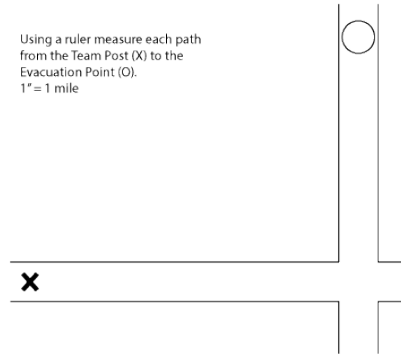 Using a ruler measure each path
from the Team Post (X) to the
Evacuation Point (O).
1”= 1 mile
X